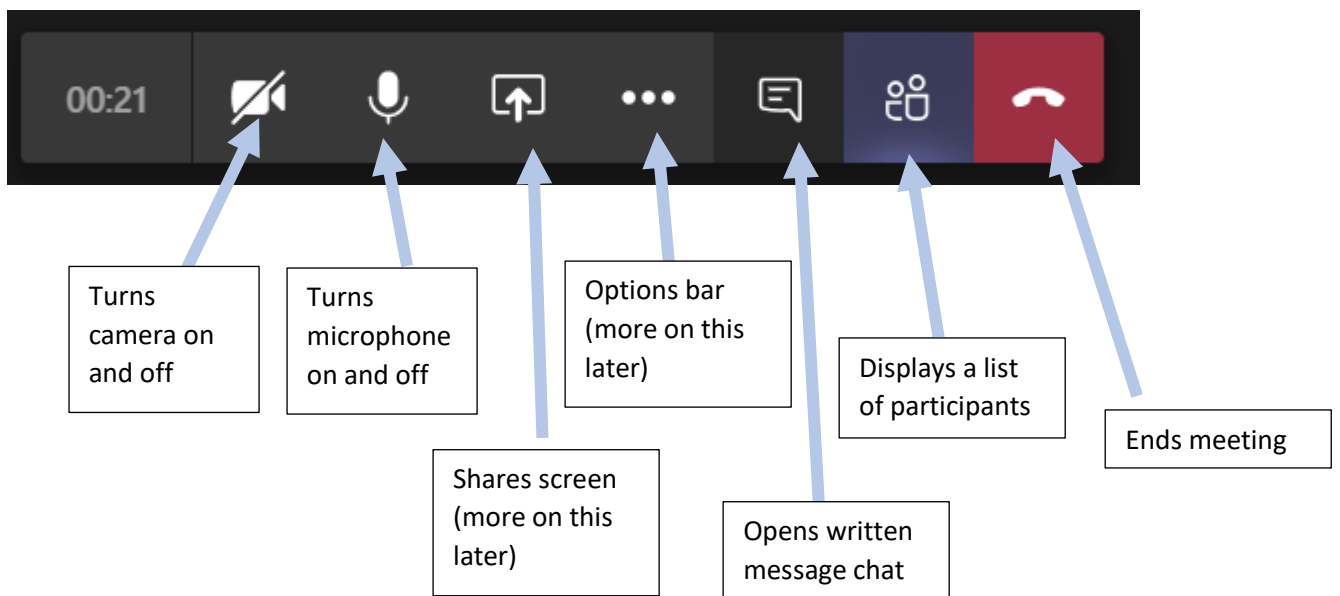 00:21
Turns
camera on
and off
Turns
microphone
on and off
Options bar
(more on this
later)
Displays a list
of participants
Ends meeting
Shares screen
(more on this
later)
Opens written
message chat